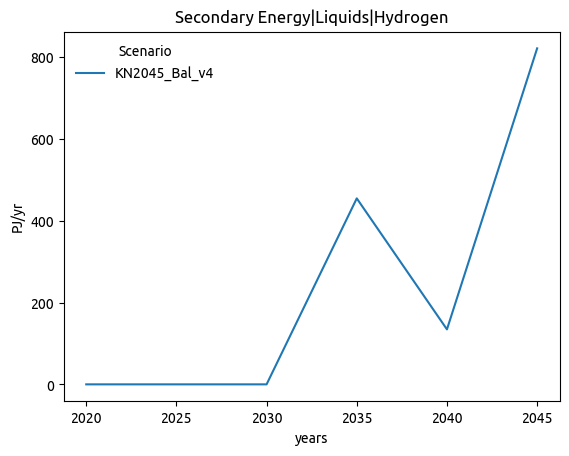 Secondary Energy|Liquids|Hydrogen
Scenario
KN2045_Bal_v4
PJ/yr
800
600
400
200
0
2020 2025 2030 2035 2040 2045
years